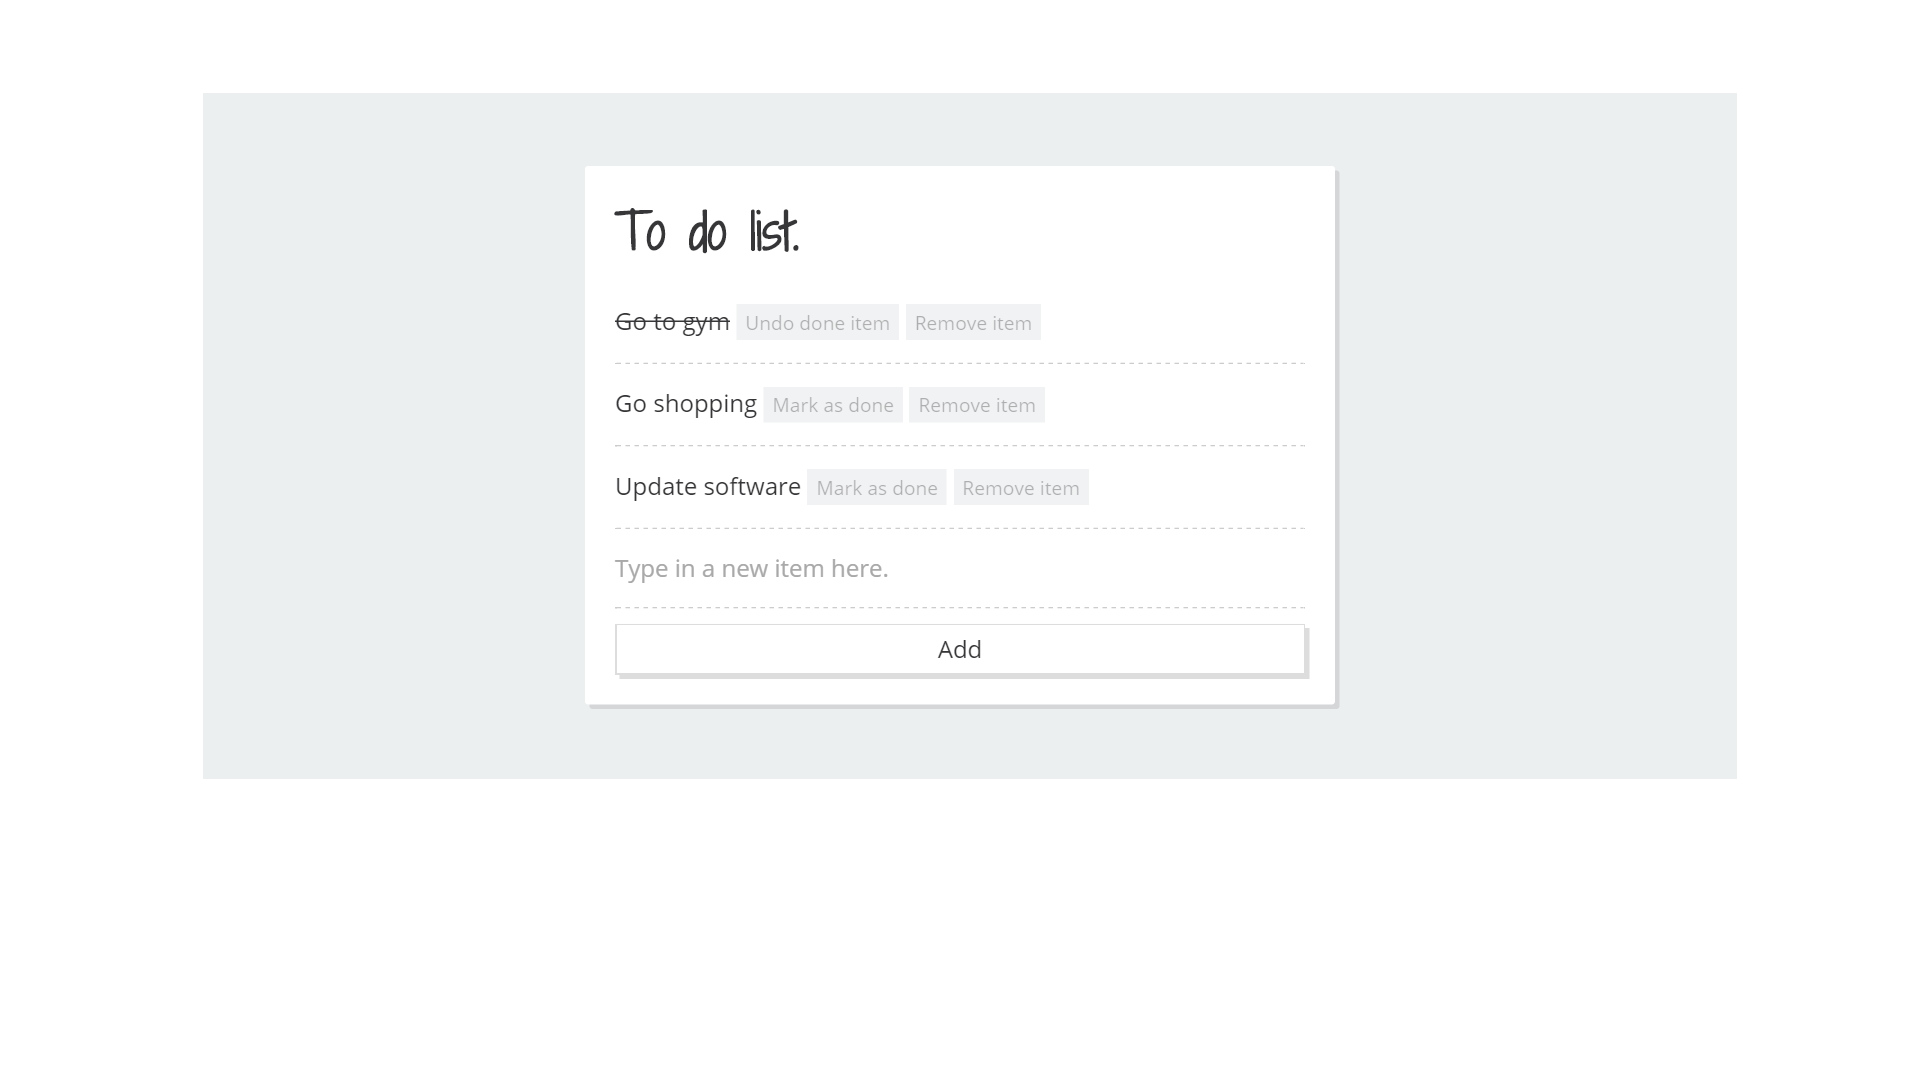 To do list.
Go to gym Undo done item Remove item
Go shopping Mark as done Remove item
Update software Mark as done Remove item
Type in a new item here.
Add